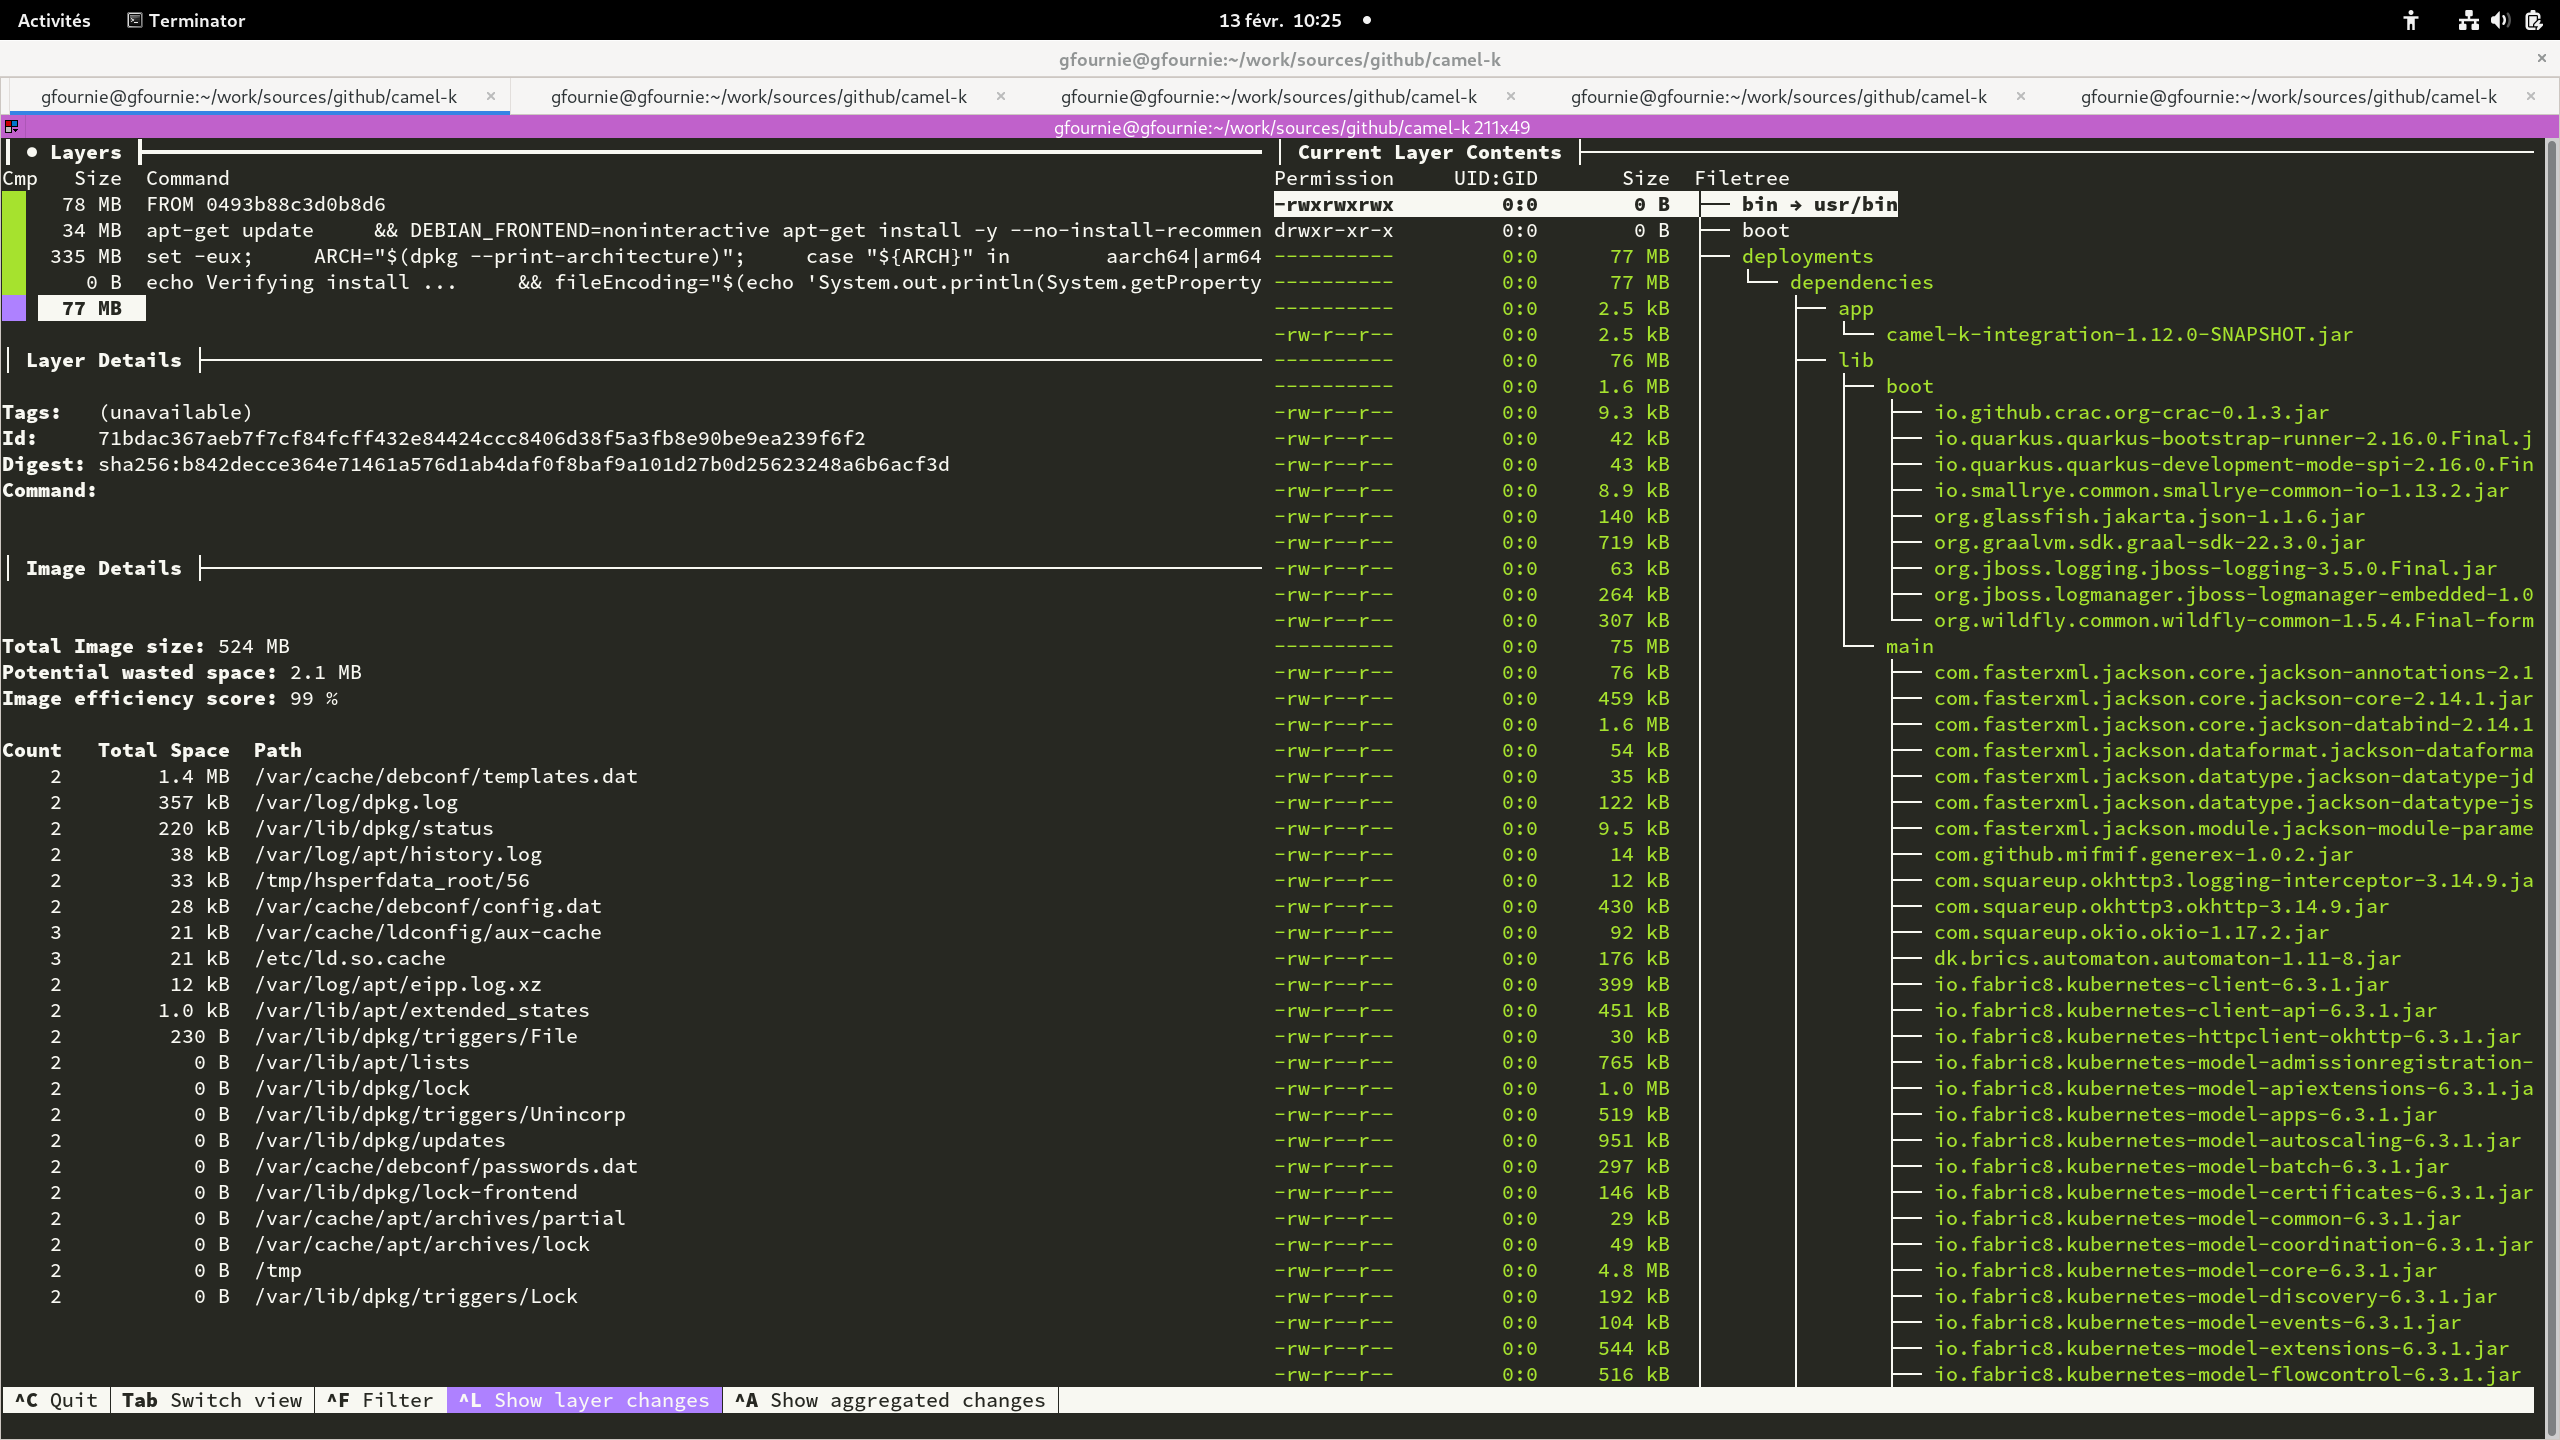 Activités
Terminator
13 févr. 10:25
gfournie@gfournie:~/work/sources/github/camel-k
gfournie@gfournie:~/work/sources/github/camel-k
gfournie@gfournie:~/work/sources/github/camel-k
gfournie@gfournie:~/work/sources/github/camel-k
gfournie@gfournie:~/work/sources/github/camel-k
gfournie@gfournie:~/work/sources/github/camel-k
gfournie@gfournie:~/work/sources/github/camel-k 211x49
● Layers
Cmp Size Command
78 MB FROM 0493b88c3d0b8d6
34 MB apt-get update && DEBIAN_FRONTEND=noninteractive apt-get install -y --no-install-recommen
335 MB set -eux; ARCH="$(dpkg --print-architecture)"; case "${ARCH}" in aarch64|arm64
0 B echo Verifying install ... && fileEncoding="$(echo 'System.out.println(System.getProperty
77 MB
Layer Details
Tags: (unavailable)
Id: 71bdac367aeb7f7cf84fcff432e84424ccc8406d38f5a3fb8e90be9ea239f6f2
Digest: sha256:b842decce364e71461a576d1ab4daf0f8baf9a101d27b0d25623248a6b6acf3d
Command:
Image Details
Total Image size: 524 MB
Potential wasted space: 2.1 MB
Image efficiency score: 99 %
Count Total Space Path
2 1.4 MB /var/cache/debconf/templates.dat
2 357 kB /var/log/dpkg.log
2 220 kB /var/lib/dpkg/status
2 38 kB /var/log/apt/history.log
2 33 kB /tmp/hsperfdata_root/56
2 28 kB /var/cache/debconf/config.dat
3 21 kB /var/cache/ldconfig/aux-cache
3 21 kB /etc/ld.so.cache
2 12 kB /var/log/apt/eipp.log.xz
2 1.0 kB /var/lib/apt/extended_states
2 230 B /var/lib/dpkg/triggers/File
2 0 B /var/lib/apt/lists
2 0 B /var/lib/dpkg/lock
2 0 B /var/lib/dpkg/triggers/Unincorp
2 0 B /var/lib/dpkg/updates
2 0 B /var/cache/debconf/passwords.dat
2 0 B /var/lib/dpkg/lock-frontend
2 0 B /var/cache/apt/archives/partial
2 0 B /var/cache/apt/archives/lock
2 0 B /tmp
2 0 B /var/lib/dpkg/triggers/Lock
Current Layer Contents
Permission UID:GID Size Filetree
-rwxrwxrwx 0:0 0 B bin → usr/bin
drwxr-xr-x 0:0 0 B boot
---------- 0:0 77 MB deployments
---------- 0:0 77 MB dependencies
---------- 0:0 2.5 kB app
-rw-r--r-- 0:0 2.5 kB camel-k-integration-1.12.0-SNAPSHOT.jar
---------- 0:0 76 MB lib
---------- 0:0 1.6 MB boot
-rw-r--r-- 0:0 9.3 kB io.github.crac.org-crac-0.1.3.jar
-rw-r--r-- 0:0 42 kB io.quarkus.quarkus-bootstrap-runner-2.16.0.Final.j
-rw-r--r-- 0:0 43 kB io.quarkus.quarkus-development-mode-spi-2.16.0.Fin
-rw-r--r-- 0:0 8.9 kB io.smallrye.common.smallrye-common-io-1.13.2.jar
-rw-r--r-- 0:0 140 kB org.glassfish.jakarta.json-1.1.6.jar
-rw-r--r-- 0:0 719 kB org.graalvm.sdk.graal-sdk-22.3.0.jar
-rw-r--r-- 0:0 63 kB org.jboss.logging.jboss-logging-3.5.0.Final.jar
-rw-r--r-- 0:0 264 kB org.jboss.logmanager.jboss-logmanager-embedded-1.0
-rw-r--r-- 0:0 307 kB org.wildfly.common.wildfly-common-1.5.4.Final-form
---------- 0:0 75 MB main
-rw-r--r-- 0:0 76 kB com.fasterxml.jackson.core.jackson-annotations-2.1
-rw-r--r-- 0:0 459 kB com.fasterxml.jackson.core.jackson-core-2.14.1.jar
-rw-r--r-- 0:0 1.6 MB com.fasterxml.jackson.core.jackson-databind-2.14.1
-rw-r--r-- 0:0 54 kB com.fasterxml.jackson.dataformat.jackson-dataforma
-rw-r--r-- 0:0 35 kB com.fasterxml.jackson.datatype.jackson-datatype-jd
-rw-r--r-- 0:0 122 kB com.fasterxml.jackson.datatype.jackson-datatype-js
-rw-r--r-- 0:0 9.5 kB com.fasterxml.jackson.module.jackson-module-parame
-rw-r--r-- 0:0 14 kB com.github.mifmif.generex-1.0.2.jar
-rw-r--r-- 0:0 12 kB com.squareup.okhttp3.logging-interceptor-3.14.9.ja
-rw-r--r-- 0:0 430 kB com.squareup.okhttp3.okhttp-3.14.9.jar
-rw-r--r-- 0:0 92 kB com.squareup.okio.okio-1.17.2.jar
-rw-r--r-- 0:0 176 kB dk.brics.automaton.automaton-1.11-8.jar
-rw-r--r-- 0:0 399 kB io.fabric8.kubernetes-client-6.3.1.jar
-rw-r--r-- 0:0 451 kB io.fabric8.kubernetes-client-api-6.3.1.jar
-rw-r--r-- 0:0 30 kB io.fabric8.kubernetes-httpclient-okhttp-6.3.1.jar
-rw-r--r-- 0:0 765 kB io.fabric8.kubernetes-model-admissionregistration-
-rw-r--r-- 0:0 1.0 MB io.fabric8.kubernetes-model-apiextensions-6.3.1.ja
-rw-r--r-- 0:0 519 kB io.fabric8.kubernetes-model-apps-6.3.1.jar
-rw-r--r-- 0:0 951 kB io.fabric8.kubernetes-model-autoscaling-6.3.1.jar
-rw-r--r-- 0:0 297 kB io.fabric8.kubernetes-model-batch-6.3.1.jar
-rw-r--r-- 0:0 146 kB io.fabric8.kubernetes-model-certificates-6.3.1.jar
-rw-r--r-- 0:0 29 kB io.fabric8.kubernetes-model-common-6.3.1.jar
-rw-r--r-- 0:0 49 kB io.fabric8.kubernetes-model-coordination-6.3.1.jar
-rw-r--r-- 0:0 4.8 MB io.fabric8.kubernetes-model-core-6.3.1.jar
-rw-r--r-- 0:0 192 kB io.fabric8.kubernetes-model-discovery-6.3.1.jar
-rw-r--r-- 0:0 104 kB io.fabric8.kubernetes-model-events-6.3.1.jar
-rw-r--r-- 0:0 544 kB io.fabric8.kubernetes-model-extensions-6.3.1.jar
-rw-r--r-- 0:0 516 kB io.fabric8.kubernetes-model-flowcontrol-6.3.1.jar
^C Quit Tab Switch view ^F Filter ^L Show layer changes ^A Show aggregated changes